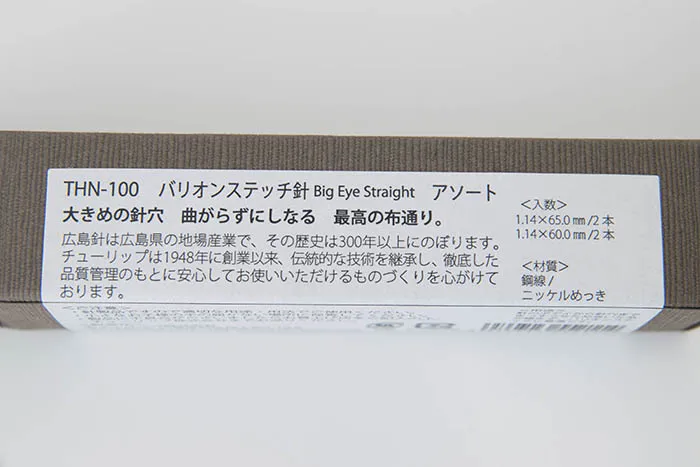 THN-100 バリオンステッチ針 Big Eye Straight アソート
大きめの針穴 曲がらずにしなる 最高の布通り。
広島針は広島県の地場産業で、その歴史は300年以上にのぼります。
チューリップは1948年に創業以来、伝統的な技術を継承し、徹底した
品質管理のもとに安心してお使いいただけるものづくりを心がけて
おります。
<入数>
1.14×65.0㎜/2本
1.14×60.0㎜/2本
<材質>
鋼線/
ニッケルめっき